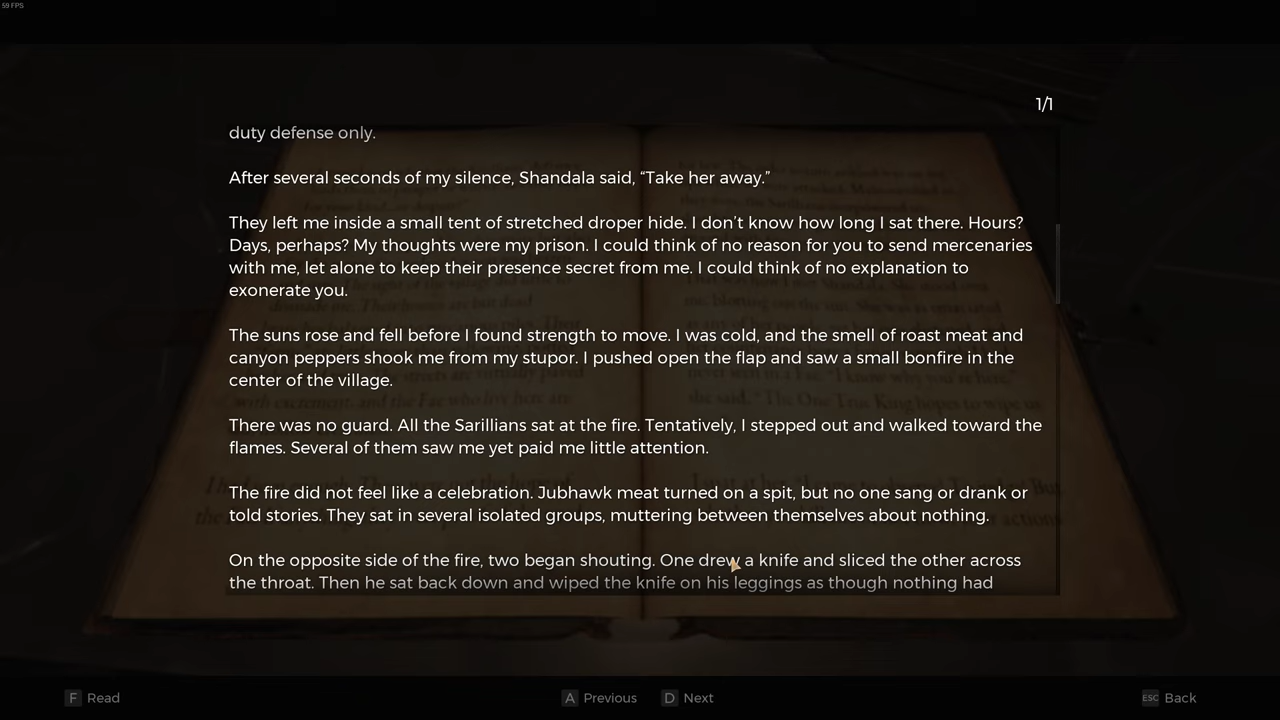 59 FPS
1/1
duty defense only.
After several seconds of my silence, Shandala said, “Take her away.”
They left me inside a small tent of stretched droper hide. I don’t know how long I sat there. Hours?
Days, perhaps? My thoughts were my prison. I could think of no reason for you to send mercenaries
with me, let alone to keep their presence secret from me. I could think of no explanation to
exonerate you.
The suns rose and fell before I found strength to move. I was cold, and the smell of roast meat and
canyon peppers shook me from my stupor. I pushed open the flap and saw a small bonfire in the
center of the village.
There was no guard. All the Sarillians sat at the fire. Tentatively, I stepped out and walked toward the
flames. Several of them saw me yet paid me little attention.
The fire did not feel like a celebration. Jubhawk meat turned on a spit, but no one sang or drank or
told stories. They sat in several isolated groups, muttering between themselves about nothing.
On the opposite side of the fire, two began shouting. One drew a knife and sliced the other across
the throat. Then he sat back down and wiped the knife on his leggings as though nothing had
F Read
A Previous
D Next
ESC Back